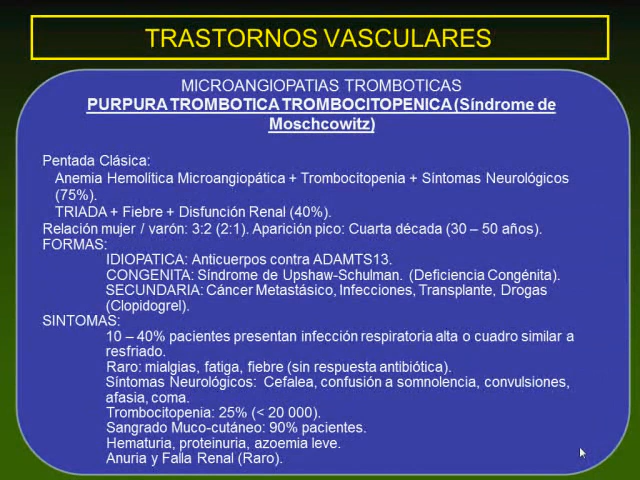 TRASTORNOS VASCULARES
MICROANGIOPATIAS TROMBOTICAS
PURPURA TROMBOTICA TROMBOCITOPENICA (Síndrome de
Moschcowitz)
Pentada Clásica:
Anemia Hemolítica Microangiopática + Trombocitopenia + Síntomas Neurológicos
(75%).
TRIADA + Fiebre + Disfunción Renal (40%).
Relación mujer / varón: 3:2 (2:1). Aparición pico: Cuarta década (30 – 50 años).
FORMAS:
IDIOPATICA: Anticuerpos contra ADAMTS13.
CONGENITA: Síndrome de Upshaw-Schulman. (Deficiencia Congénita).
SECUNDARIA: Cáncer Metastásico, Infecciones, Transplante, Drogas
(Clopidogrel).
SINTOMAS:
10 – 40% pacientes presentan infección respiratoria alta o cuadro similar a
resfriado.
Raro: mialgias, fatiga, fiebre (sin respuesta antibiótica).
Síntomas Neurológicos: Cefalea, confusión a somnolencia, convulsiones,
afasia, coma.
Trombocitopenia: 25% (< 20 000).
Sangrado Muco-cutáneo: 90% pacientes.
Hematuria, proteinuria, azoemia leve.
Anuria y Falla Renal (Raro).